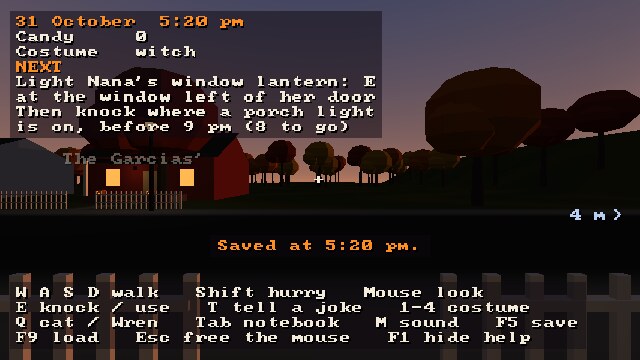 31 October  5:20 pm
Candy    0
Costume  witch
NEXT
Light Nana's window lantern: E
at the window left of her door
Then knock where a porch light
is on, before 9 pm (8 to go)
The Garcias'
4 m >
Saved at 5:20 pm.
W A S D walk   Shift hurry   Mouse look
E knock / use   T tell a joke   1-4 costume
Q cat / Wren   Tab notebook   M sound   F5 save
F9 load   Esc free the mouse   F1 hide help